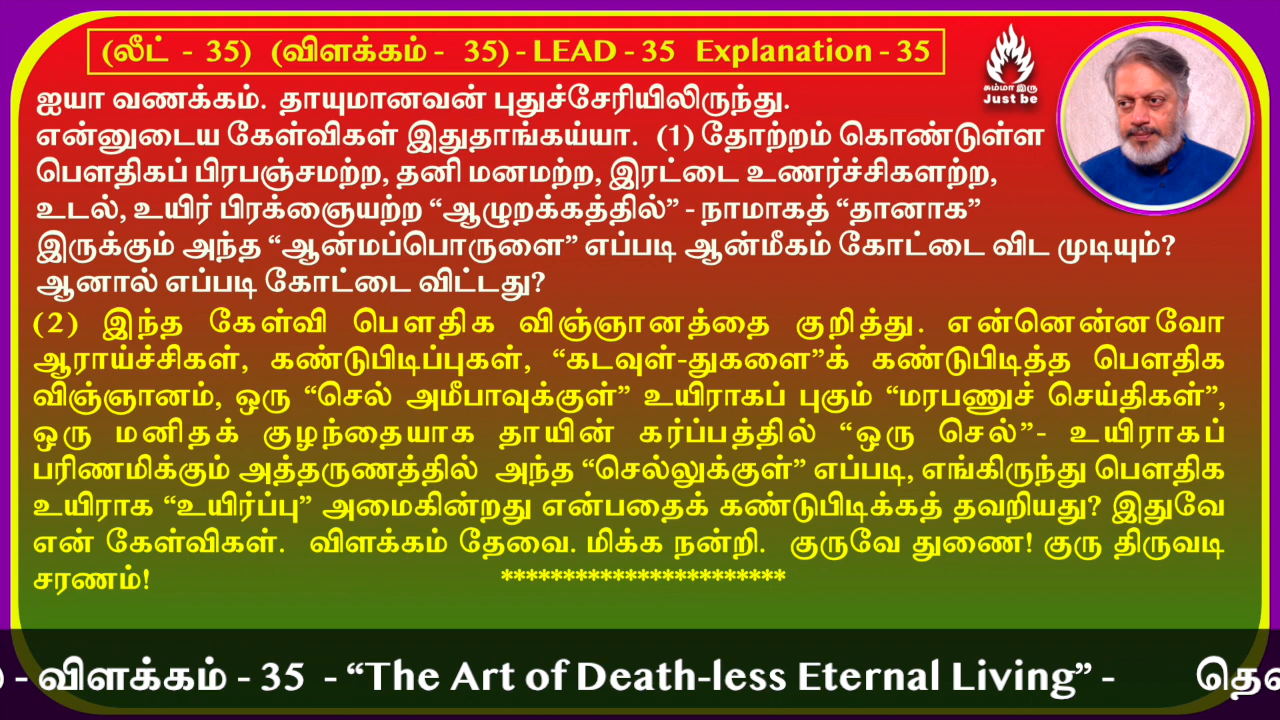 (லீட் - 35) (விளக்கம் - 35) - LEAD - 35 Explanation - 35
சும்மா இரு
Just be
ஐயா வணக்கம். தாயுமானவன் புதுச்சேரியிலிருந்து.
என்னுடைய கேள்விகள் இதுதாங்கய்யா. (1) தோற்றம் கொண்டுள்ள
பௌதிகப் பிரபஞ்சமற்ற, தனி மனமற்ற, இரட்டை உணர்ச்சிகளற்ற,
உடல், உயிர் பிரக்ஞையற்ற “ஆழுறக்கத்தில்” - நாமாகத் “தானாக”
இருக்கும் அந்த “ஆன்மப்பொருளை” எப்படி ஆன்மீகம் கோட்டை விட முடியும்?
ஆனால் எப்படி கோட்டை விட்டது?
(2) இந்த கேள்வி பௌதிக விஞ்ஞானத்தை குறித்து. என்னென்னவோ
ஆராய்ச்சிகள், கண்டுபிடிப்புகள், “கடவுள்-துகளை”க் கண்டுபிடித்த பௌதிக
விஞ்ஞானம், ஒரு “செல் அமீபாவுக்குள்” உயிராகப் புகும் “மரபணுச் செய்திகள்”,
ஒரு மனிதக் குழந்தையாக தாயின் கர்ப்பத்தில் “ஒரு செல்”- உயிராகப்
பரிணமிக்கும் அத்தருணத்தில் அந்த “செல்லுக்குள்” எப்படி, எங்கிருந்து பௌதிக
உயிராக “உயிர்ப்பு” அமைகின்றது என்பதைக் கண்டுபிடிக்கத் தவறியது? இதுவே
என் கேள்விகள். விளக்கம் தேவை. மிக்க நன்றி. குருவே துணை! குரு திருவடி
சரணம்! ***********************
- விளக்கம் - 35 - “The Art of Death-less Eternal Living” -